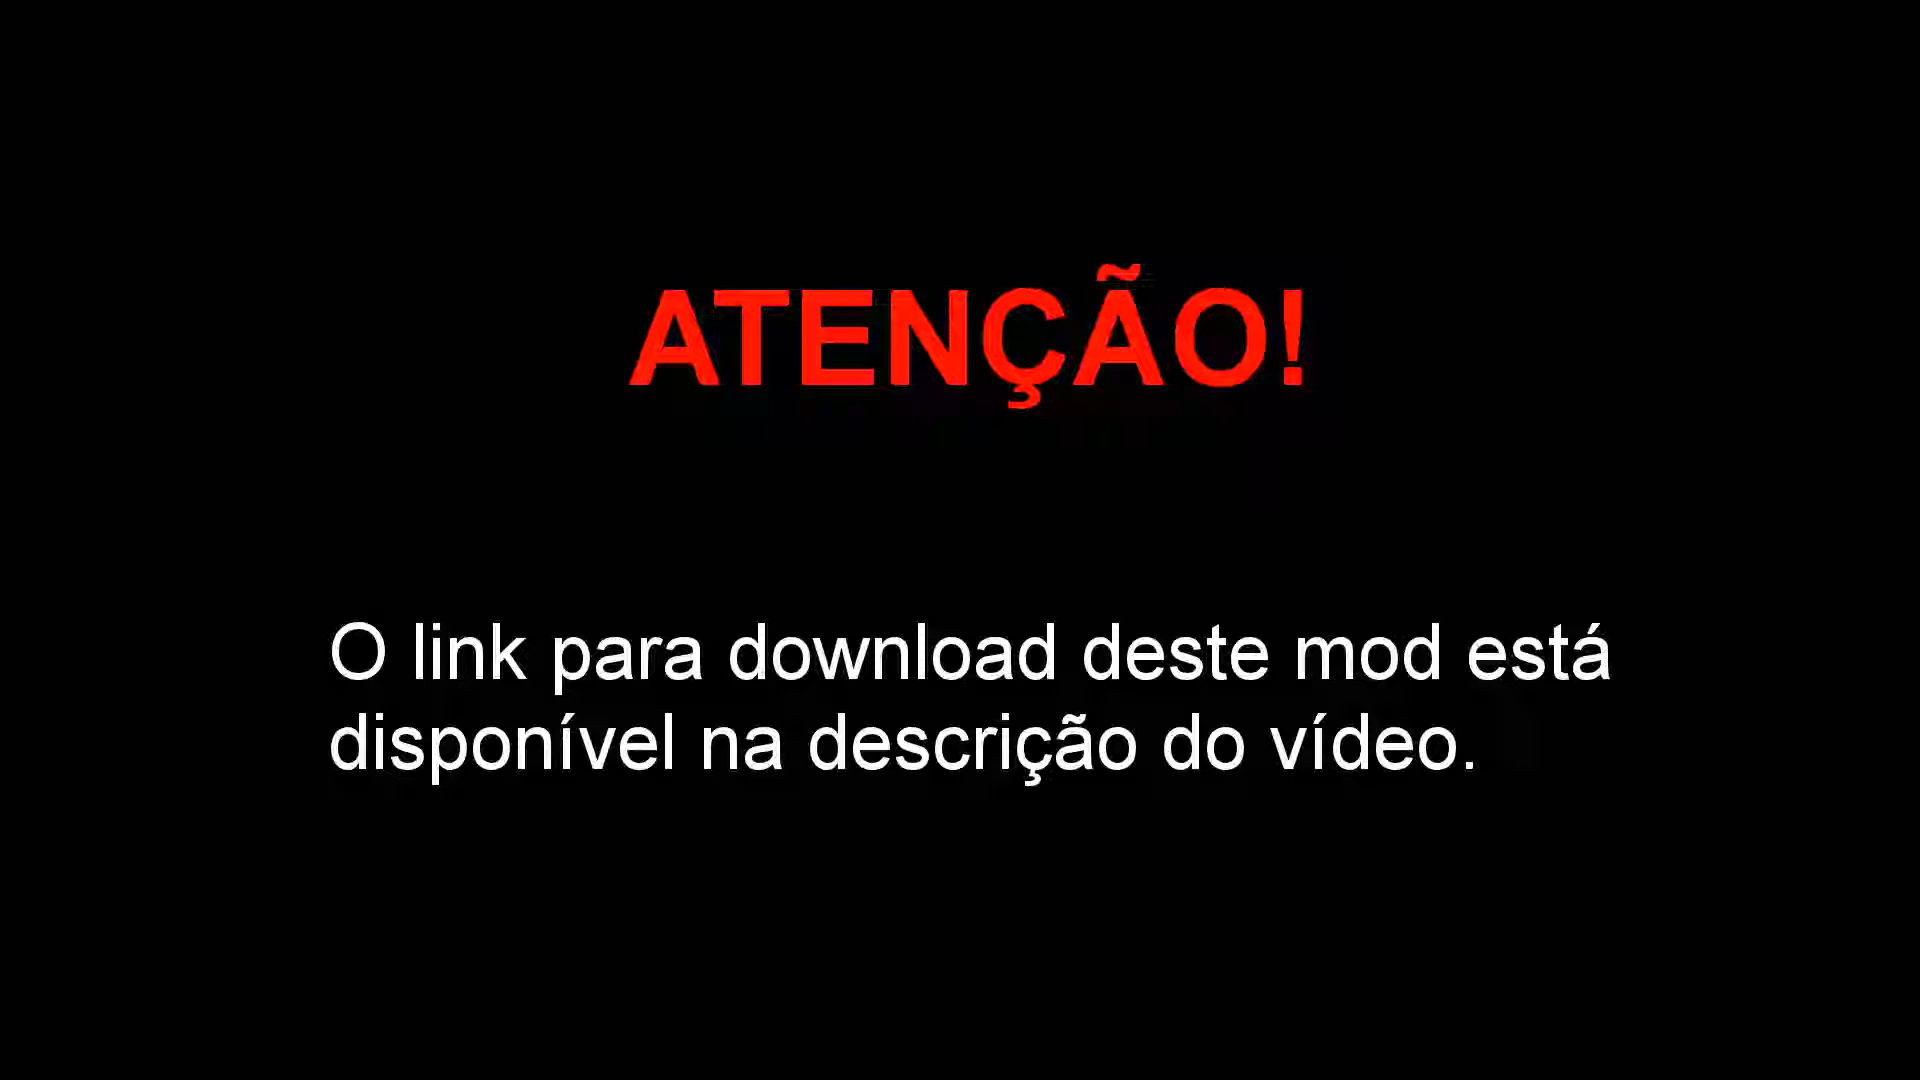 ATENÇÃO!
O link para download deste mod está
disponível na descrição do vídeo.